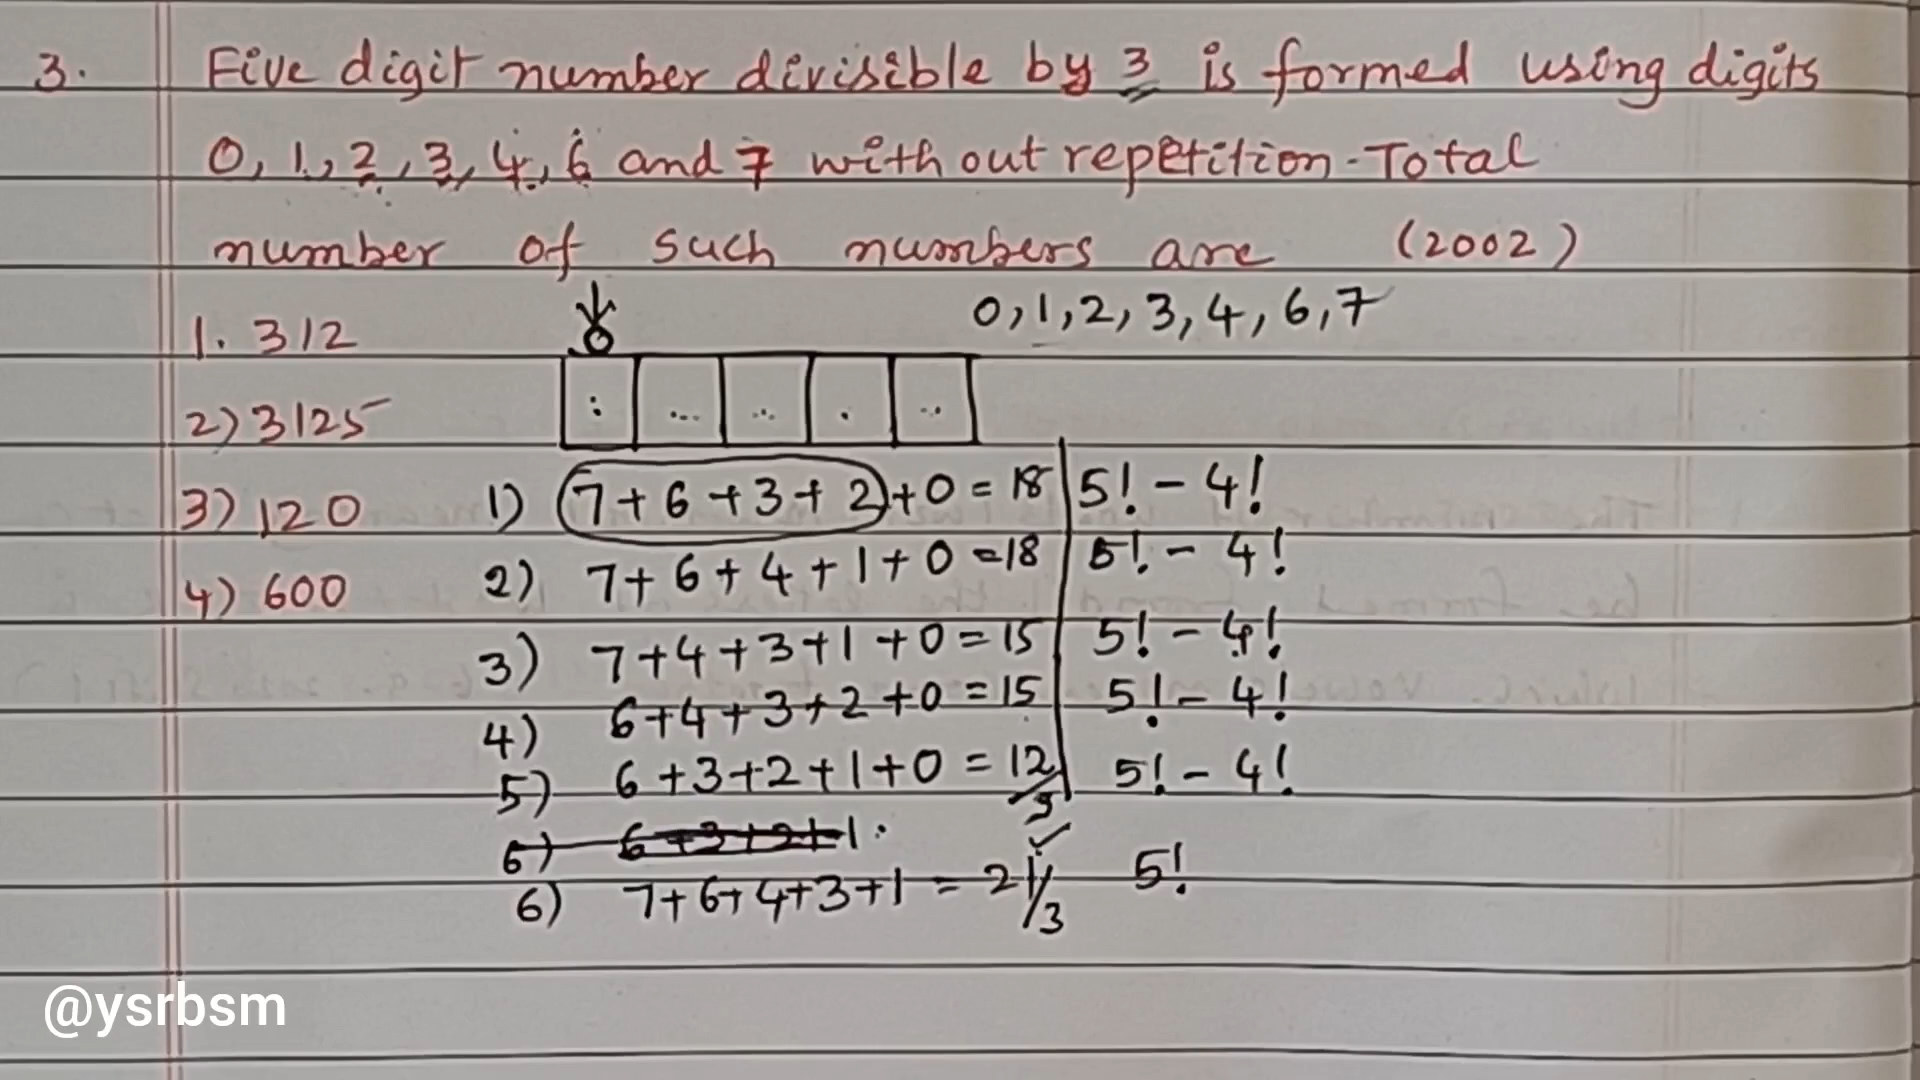 3. Five digit number divisible by 3 is formed using digits
0, 1, 2, 3, 4, 6 and 7 without repetition. Total
number of such numbers are (2002)
0, 1, 2, 3, 4, 6, 7
1. 312
0
2) 3125
3) 120
1) 7+6+3+2+0 = 18 5! - 4!
2) 7+6+4+1+0 = 18 5! - 4!
4) 600
3) 7+4+3+1+0 = 15 5! - 4!
4) 6+4+3+2+0 = 15 5! - 4!
5) 6+3+2+1+0 = 12/3 5! - 4!
6) 6+3+2+1
6) 7+6+4+3+1 = 21/3 5!
@ysrbsm